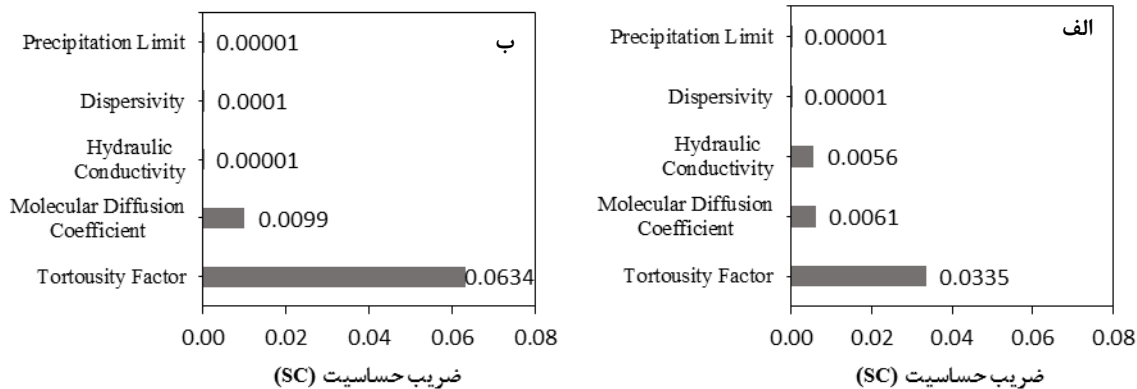 ب
Precipitation Limit
0.00001
Dispersivity
0.0001
Hydraulic
Conductivity
0.00001
Molecular Diffusion
Coefficient
0.0099
Tortousity Factor
0.0634
0.00 0.02 0.04 0.06 0.08
ضریب حساسیت (SC)
الف
Precipitation Limit
0.00001
Dispersivity
0.00001
Hydraulic
Conductivity
0.0056
Molecular Diffusion
Coefficient
0.0061
Tortousity Factor
0.0335
0.00 0.02 0.04 0.06 0.08
ضریب حساسیت (SC)